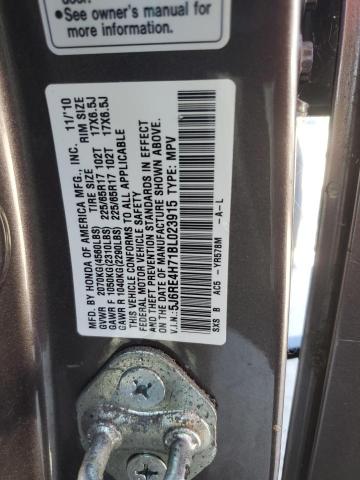 door.
•See owner's manual for
more information.
MFD. BY HONDA OF AMERICA MFG., INC. 11/'10
TIRE SIZE RIM SIZE
GVWR 2070KG(4560LBS)
GAWR F 1050KG(2310LBS) 225/65R17 102T 17X6.5J
GAWR R 1040KG(2290LBS) 225/65R17 102T 17X6.5J
THIS VEHICLE CONFORMS TO ALL APPLICABLE
FEDERAL MOTOR VEHICLE SAFETY
AND THEFT PREVENTION STANDARDS IN EFFECT
ON THE DATE OF MANUFACTURE SHOWN ABOVE.
V.I.N.: 5J6RE4H71BL023915 TYPE: MPV
SXS B AC5 -YR578M -A-L